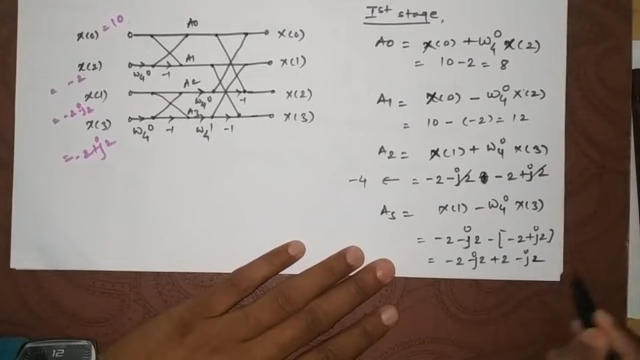 x(0) = 10
A0
x(0)
x(2)
= -2
A1
x(1)
w4^0
-1
x(1)
= -2-j2
A2
w4^0
-1
x(2)
x(3)
= -2+j2
A3
x(3)
w4^0
-1
w4^1
-1
Ist stage,
A0 = x(0) + w4^0 x(2)
= 10 - 2 = 8
A1 = x(0) - w4^0 x(2)
= 10 - (-2) = 12
A2 = x(1) + w4^0 x(3)
-4 ← = -2-j2 - 2+j2
A3 = x(1) - w4^0 x(3)
= -2-j2 - [-2+j2]
= -2-j2+2-j2
12